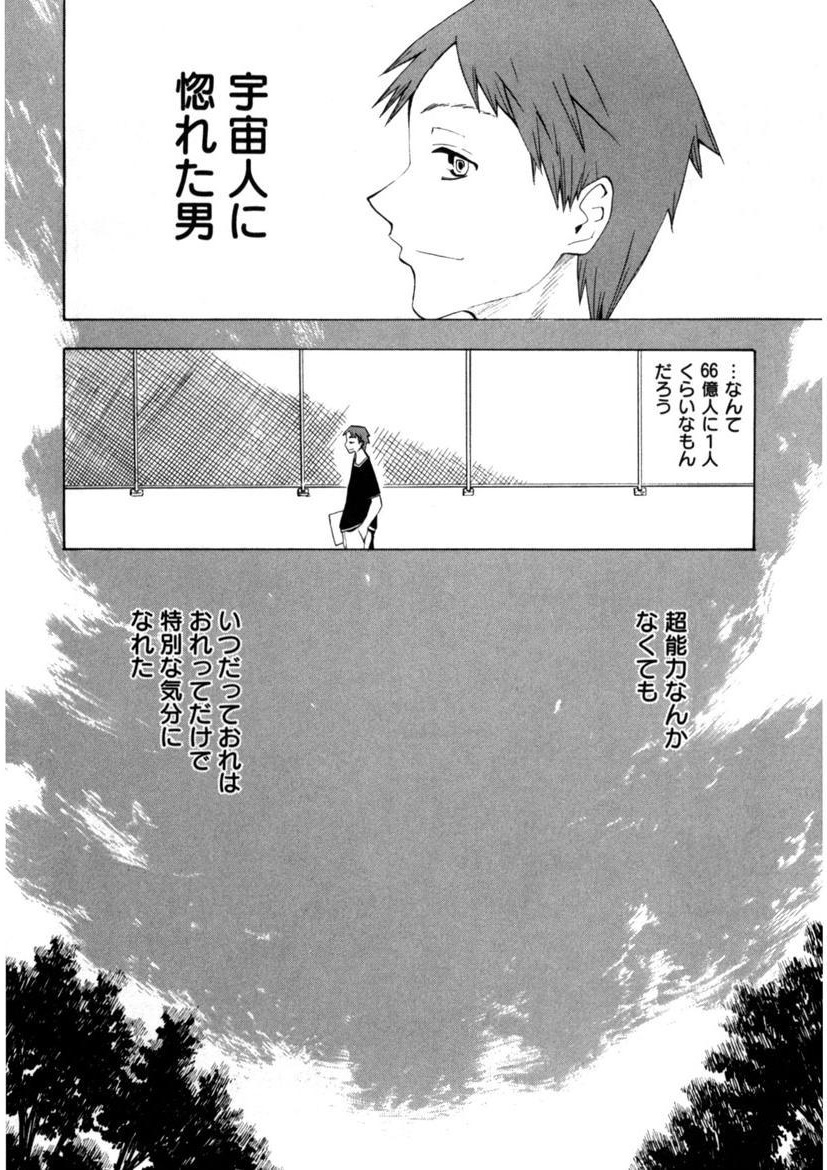 宇宙人に
惚れた男
…なんて
66億人に1人
くらいなもん
だろう
超能力なんか
なくても
いつだっておれは
おれってだけで
特別な気分に
なれた